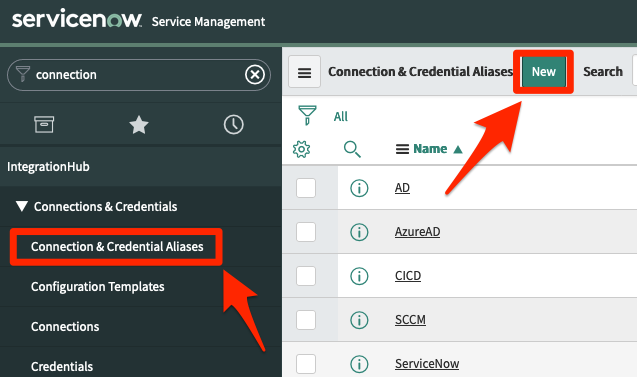 servicenow Service Management
connection
IntegrationHub
Connections & Credentials
Connection & Credential Aliases
Configuration Templates
Connections
Credentials
Connection & Credential Aliases New Search
All
Name
AD
AzureAD
CICD
SCCM
ServiceNow